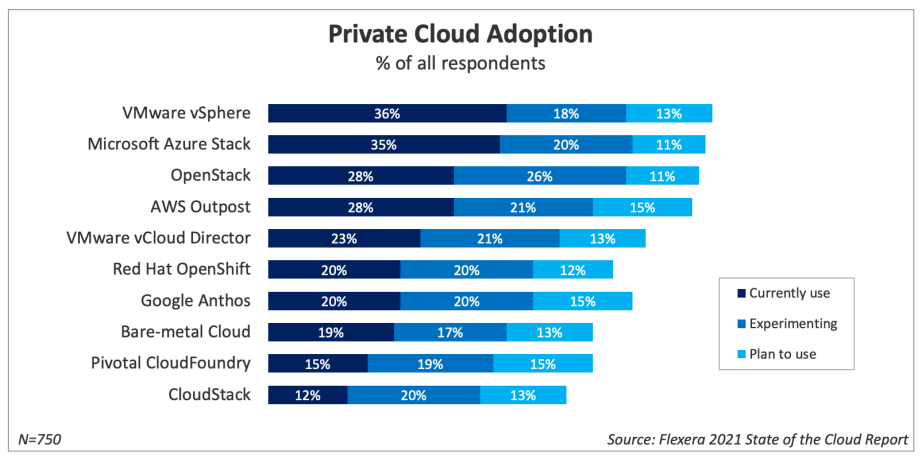 Private Cloud Adoption
% of all respondents
VMware vSphere 36% 18% 13%
Microsoft Azure Stack 35% 20% 11%
OpenStack 28% 26% 11%
AWS Outpost 28% 21% 15%
VMware vCloud Director 23% 21% 13%
Red Hat OpenShift 20% 20% 12%
Google Anthos 20% 20% 15%
Bare-metal Cloud 19% 17% 13%
Pivotal CloudFoundry 15% 19% 15%
CloudStack 12% 20% 13%
Currently use
Experimenting
Plan to use
N=750
Source: Flexera 2021 State of the Cloud Report